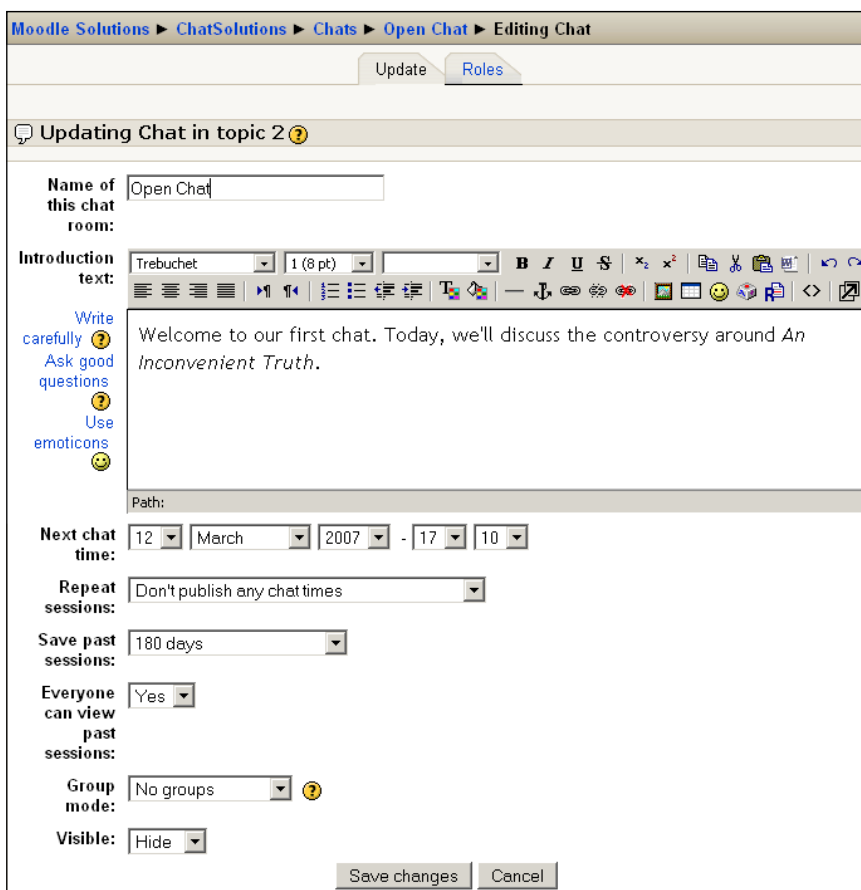 Moodle Solutions ► ChatSolutions ► Chats ► Open Chat ► Editing Chat
Update Roles
Updating Chat in topic 2 ?
Name of this chat room: Open Chat
Introduction text: Trebuchet 1 (8 pt) B I U S x₂ x²
Write carefully ?
Ask good questions ?
Use emoticons
Welcome to our first chat. Today, we'll discuss the controversy around An
Inconvenient Truth.
Path:
Next chat time: 12 March 2007 - 17 10
Repeat sessions: Don't publish any chat times
Save past sessions: 180 days
Everyone can view past sessions: Yes
Group mode: No groups ?
Visible: Hide
Save changes Cancel